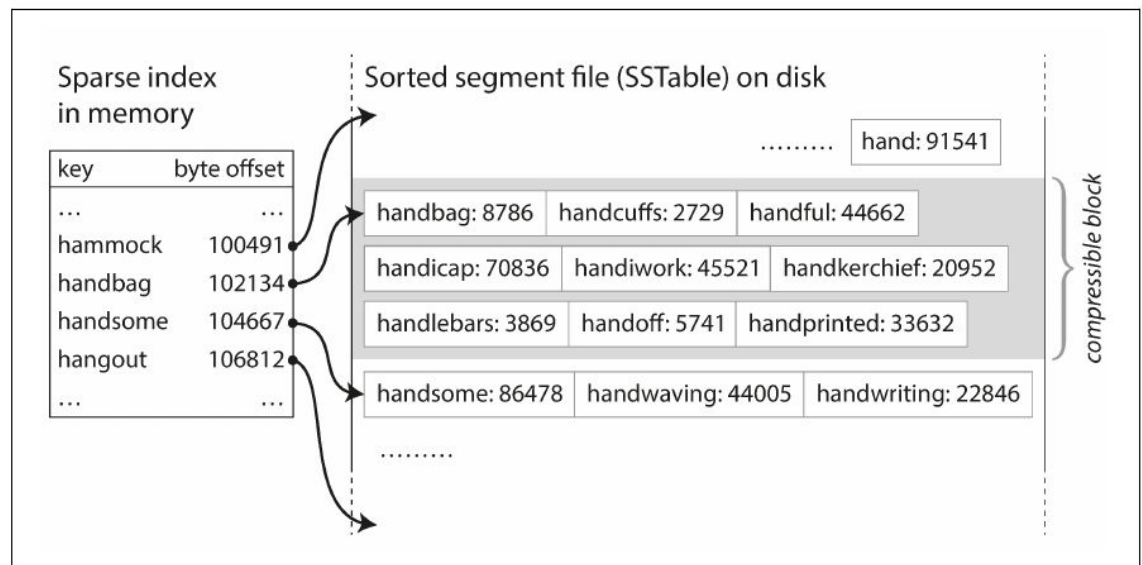 Sparse index
in memory
key byte offset
... ...
hammock 100491
handbag 102134
handsome 104667
hangout 106812
... ...
Sorted segment file (SSTable) on disk
......... hand: 91541
handbag: 8786 handcuffs: 2729 handful: 44662
handicap: 70836 handiwork: 45521 handkerchief: 20952
handlebars: 3869 handoff: 5741 handprinted: 33632
handsome: 86478 handwaving: 44005 handwriting: 22846
.........
compressible block